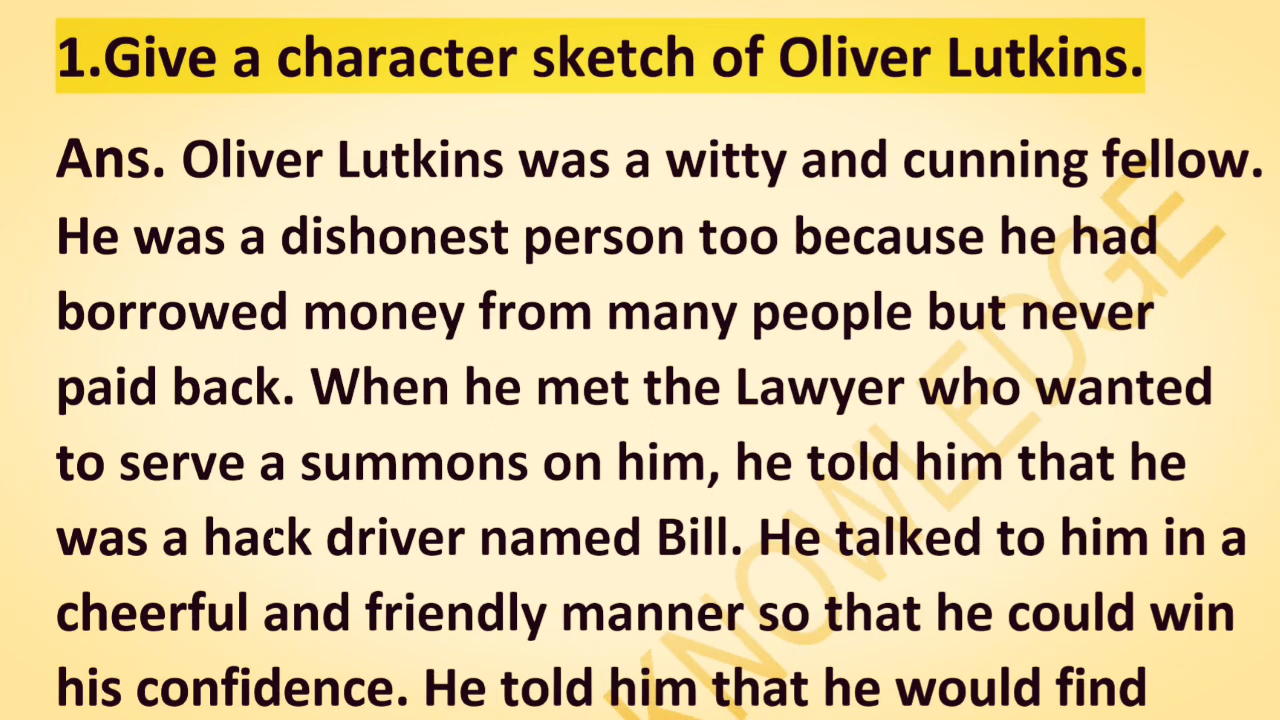 1.Give a character sketch of Oliver Lutkins.
Ans. Oliver Lutkins was a witty and cunning fellow.
He was a dishonest person too because he had
borrowed money from many people but never
paid back. When he met the Lawyer who wanted
to serve a summons on him, he told him that he
was a hack driver named Bill. He talked to him in a
cheerful and friendly manner so that he could win
his confidence. He told him that he would find
KNOWLEDGE